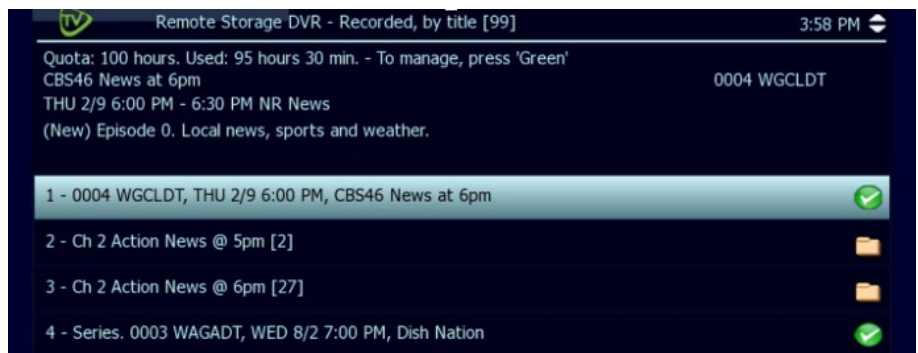 TV
Remote Storage DVR - Recorded, by title [99]
3:58 PM
Quota: 100 hours. Used: 95 hours 30 min. - To manage, press 'Green'
CBS46 News at 6pm
0004 WGCLDT
THU 2/9 6:00 PM - 6:30 PM NR News
(New) Episode 0. Local news, sports and weather.
1 - 0004 WGCLDT, THU 2/9 6:00 PM, CBS46 News at 6pm
2 - Ch 2 Action News @ 5pm [2]
3 - Ch 2 Action News @ 6pm [27]
4 - Series. 0003 WAGADT, WED 8/2 7:00 PM, Dish Nation